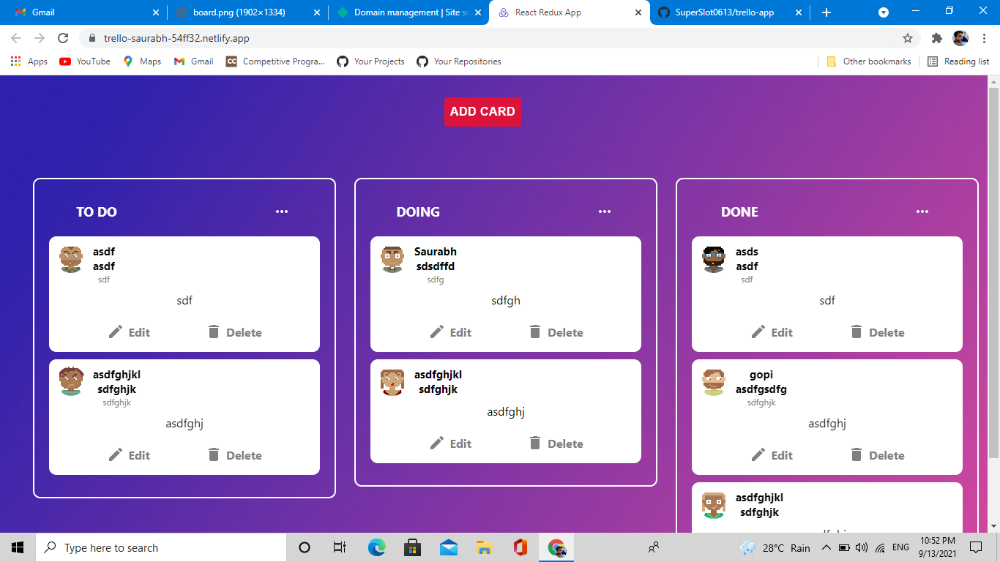 Gmail
board.png (1902×1334)
Domain management | Site s
React Redux App
SuperSlot0613/trello-app
trello-saurabh-54ff32.netlify.app
Apps
YouTube
Maps
Gmail
CC
Competitive Progra...
Your Projects
Your Repositories
Other bookmarks
Reading list
ADD CARD
TO DO
asdf
asdf
sdf
sdf
Edit
Delete
asdfghjkl
sdfghjk
sdfghjk
asdfghj
Edit
Delete
DOING
Saurabh
sdsdffd
sdfg
sdfgh
Edit
Delete
asdfghjkl
sdfghjk
asdfghj
Edit
Delete
DONE
asds
asdf
sdf
sdf
Edit
Delete
gopi
asdfgsdfg
sdfghjk
asdfghj
Edit
Delete
asdfghjkl
sdfghjk
Type here to search
28°C Rain
ENG
10:52 PM
9/13/2021